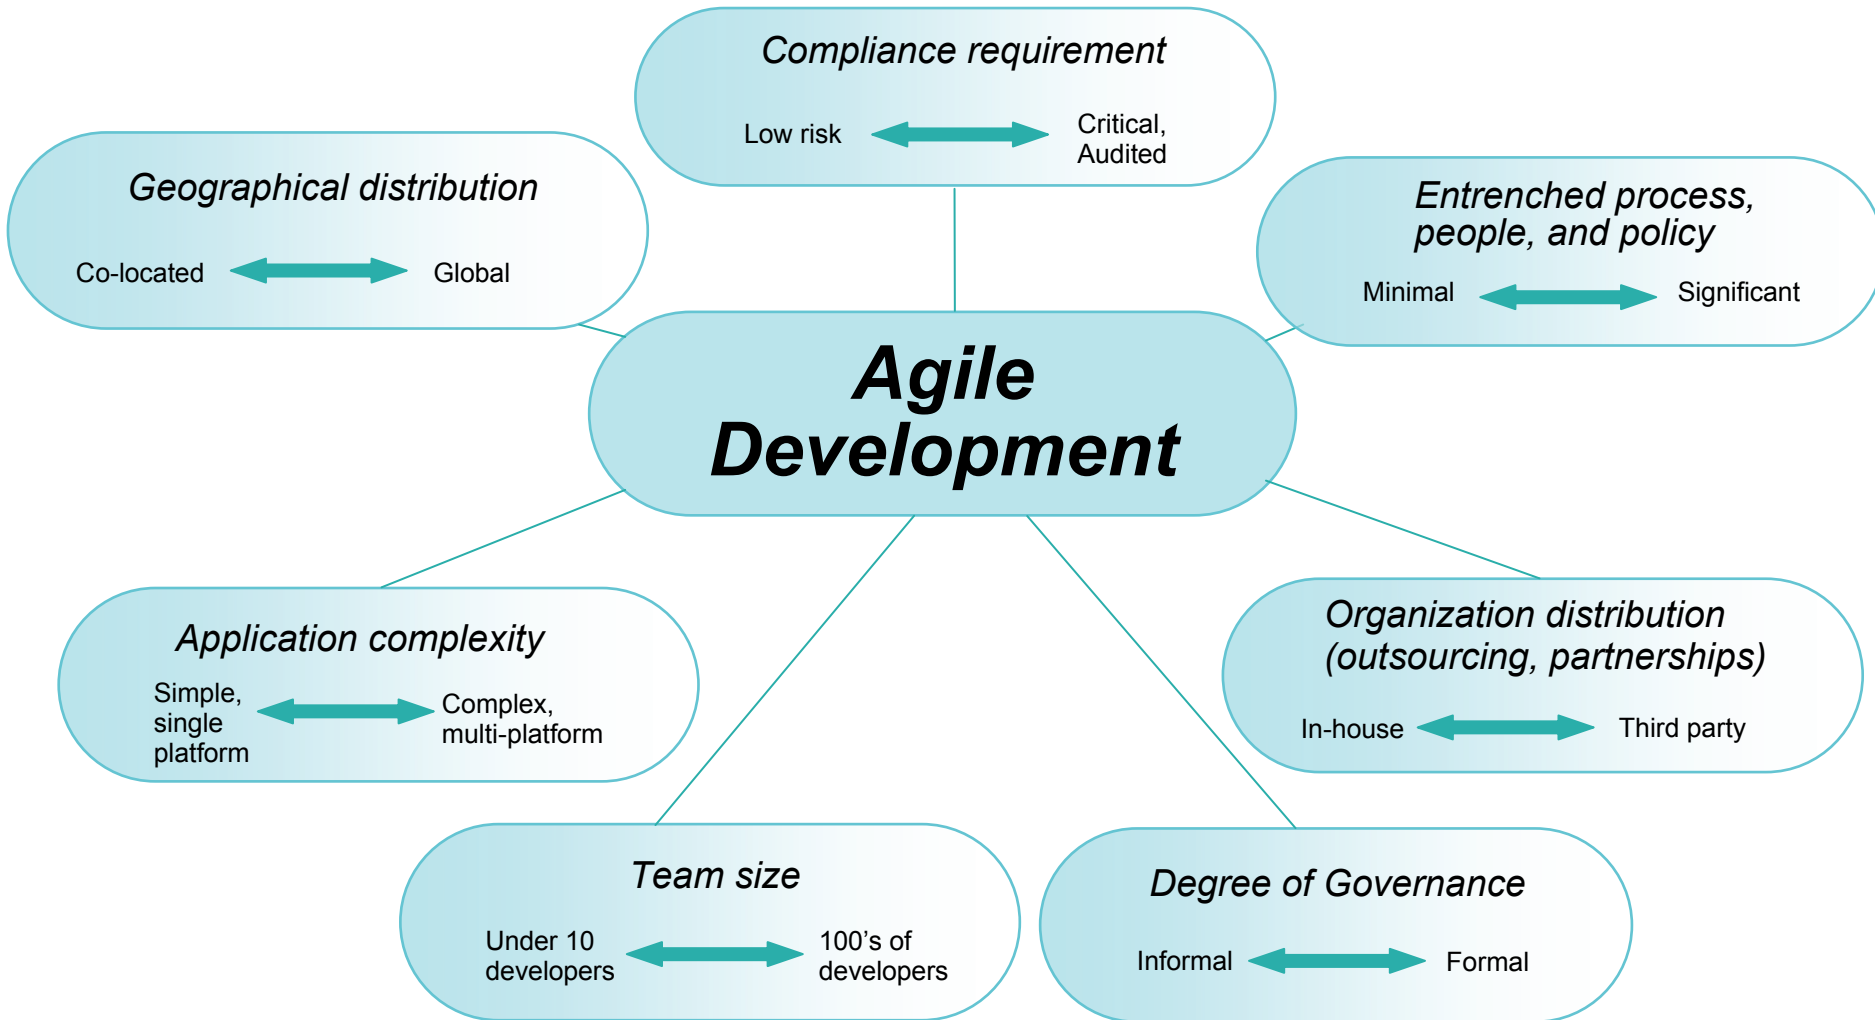 Compliance requirement
Low risk
Critical,
Audited
Geographical distribution
Co-located
Global
Entrenched process,
people, and policy
Minimal
Significant
Agile
Development
Application complexity
Simple,
single
platform
Complex,
multi-platform
Organization distribution
(outsourcing, partnerships)
In-house
Third party
Team size
Under 10
developers
100’s of
developers
Degree of Governance
Informal
Formal